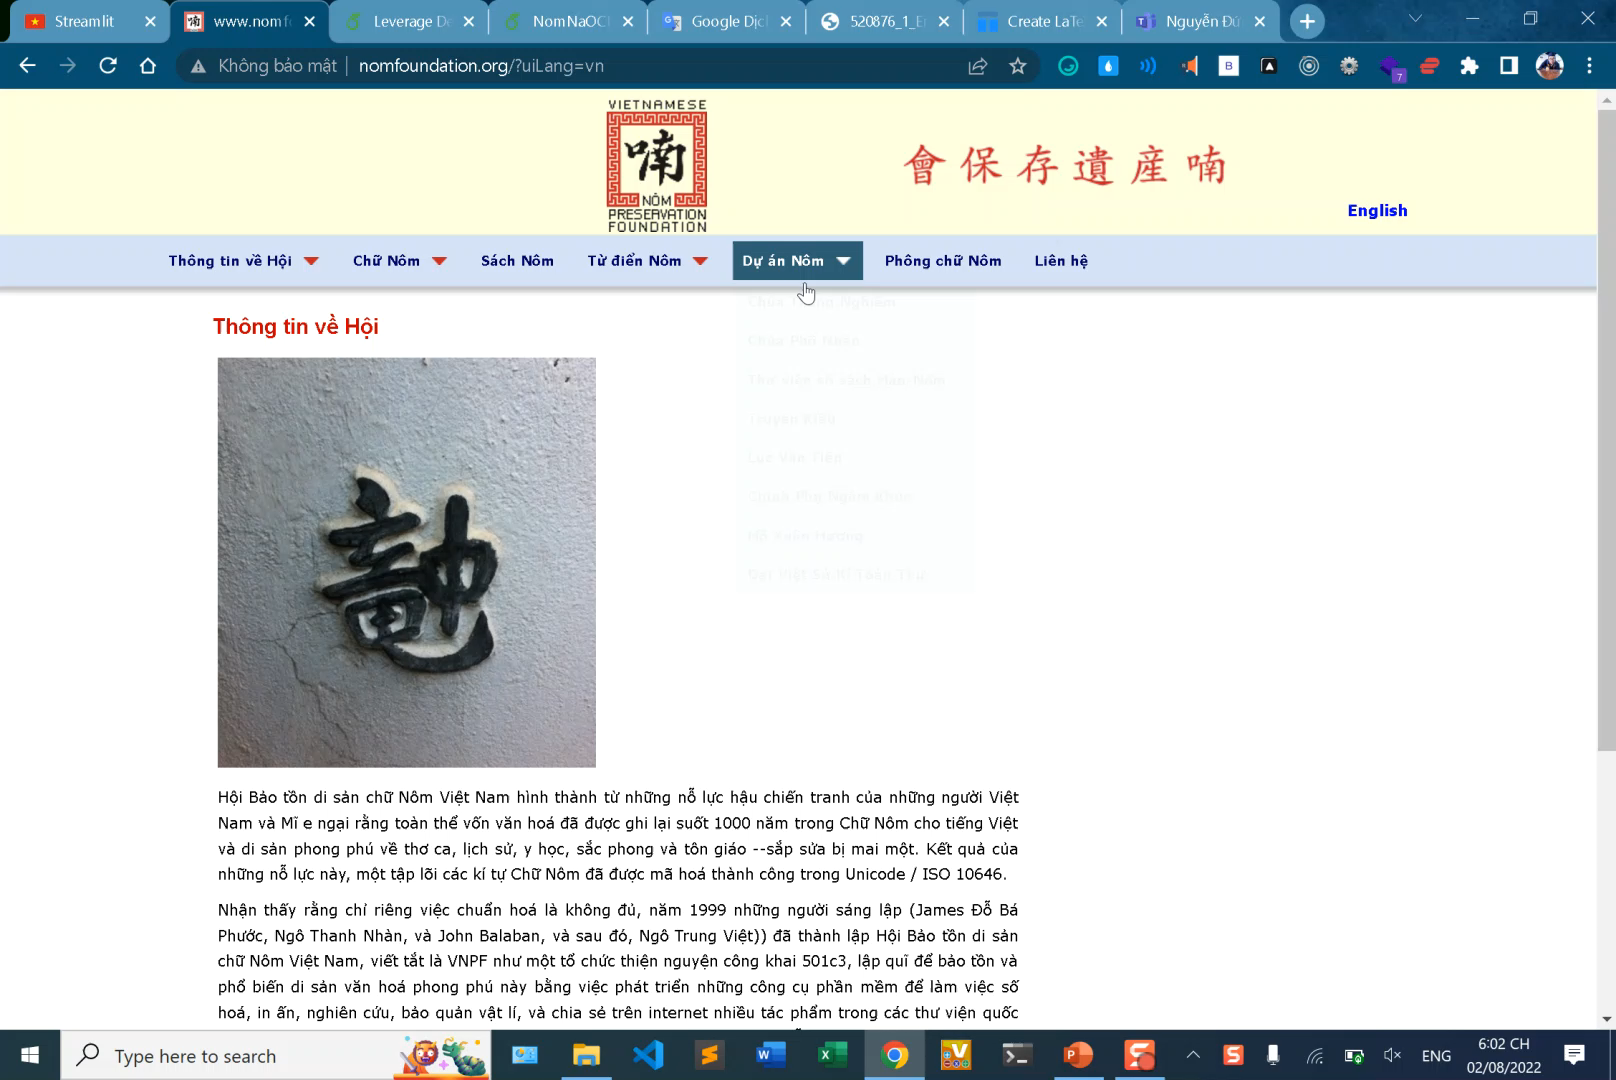 Streamlit
www.nomf
Leverage De
NomNaOCR
Google Dịc
520876_1_E
Create LaTe
Nguyễn Đứ
Không bảo mật
nomfoundation.org/?uiLang=vn
B
7
VIETNAMESE
喃
NÔM
PRESERVATION
FOUNDATION
會保存遺産喃
English
Thông tin về Hội
Chữ Nôm
Sách Nôm
Từ điển Nôm
Dự án Nôm
Phông chữ Nôm
Liên hệ
Thông tin về Hội
Hội Bảo tồn di sản chữ Nôm Việt Nam hình thành từ những nỗ lực hậu chiến tranh của những người Việt
Nam và Mĩ e ngại rằng toàn thể vốn văn hoá đã được ghi lại suốt 1000 năm trong Chữ Nôm cho tiếng Việt
và di sản phong phú về thơ ca, lịch sử, y học, sắc phong và tôn giáo --sắp sửa bị mai một. Kết quả của
những nỗ lực này, một tập lõi các kí tự Chữ Nôm đã được mã hoá thành công trong Unicode / ISO 10646.
Nhận thấy rằng chỉ riêng việc chuẩn hoá là không đủ, năm 1999 những người sáng lập (James Đỗ Bá
Phước, Ngô Thanh Nhàn, và John Balaban, và sau đó, Ngô Trung Việt)) đã thành lập Hội Bảo tồn di sản
chữ Nôm Việt Nam, viết tắt là VNPF như một tổ chức thiện nguyện công khai 501c3, lập quĩ để bảo tồn và
phổ biến di sản văn hoá phong phú này bằng việc phát triển những công cụ phần mềm để làm việc số
hoá, in ấn, nghiên cứu, bảo quản vật lí, và chia sẻ trên internet nhiều tác phẩm trong các thư viện quốc
Type here to search
ENG
6:02 CH
02/08/2022